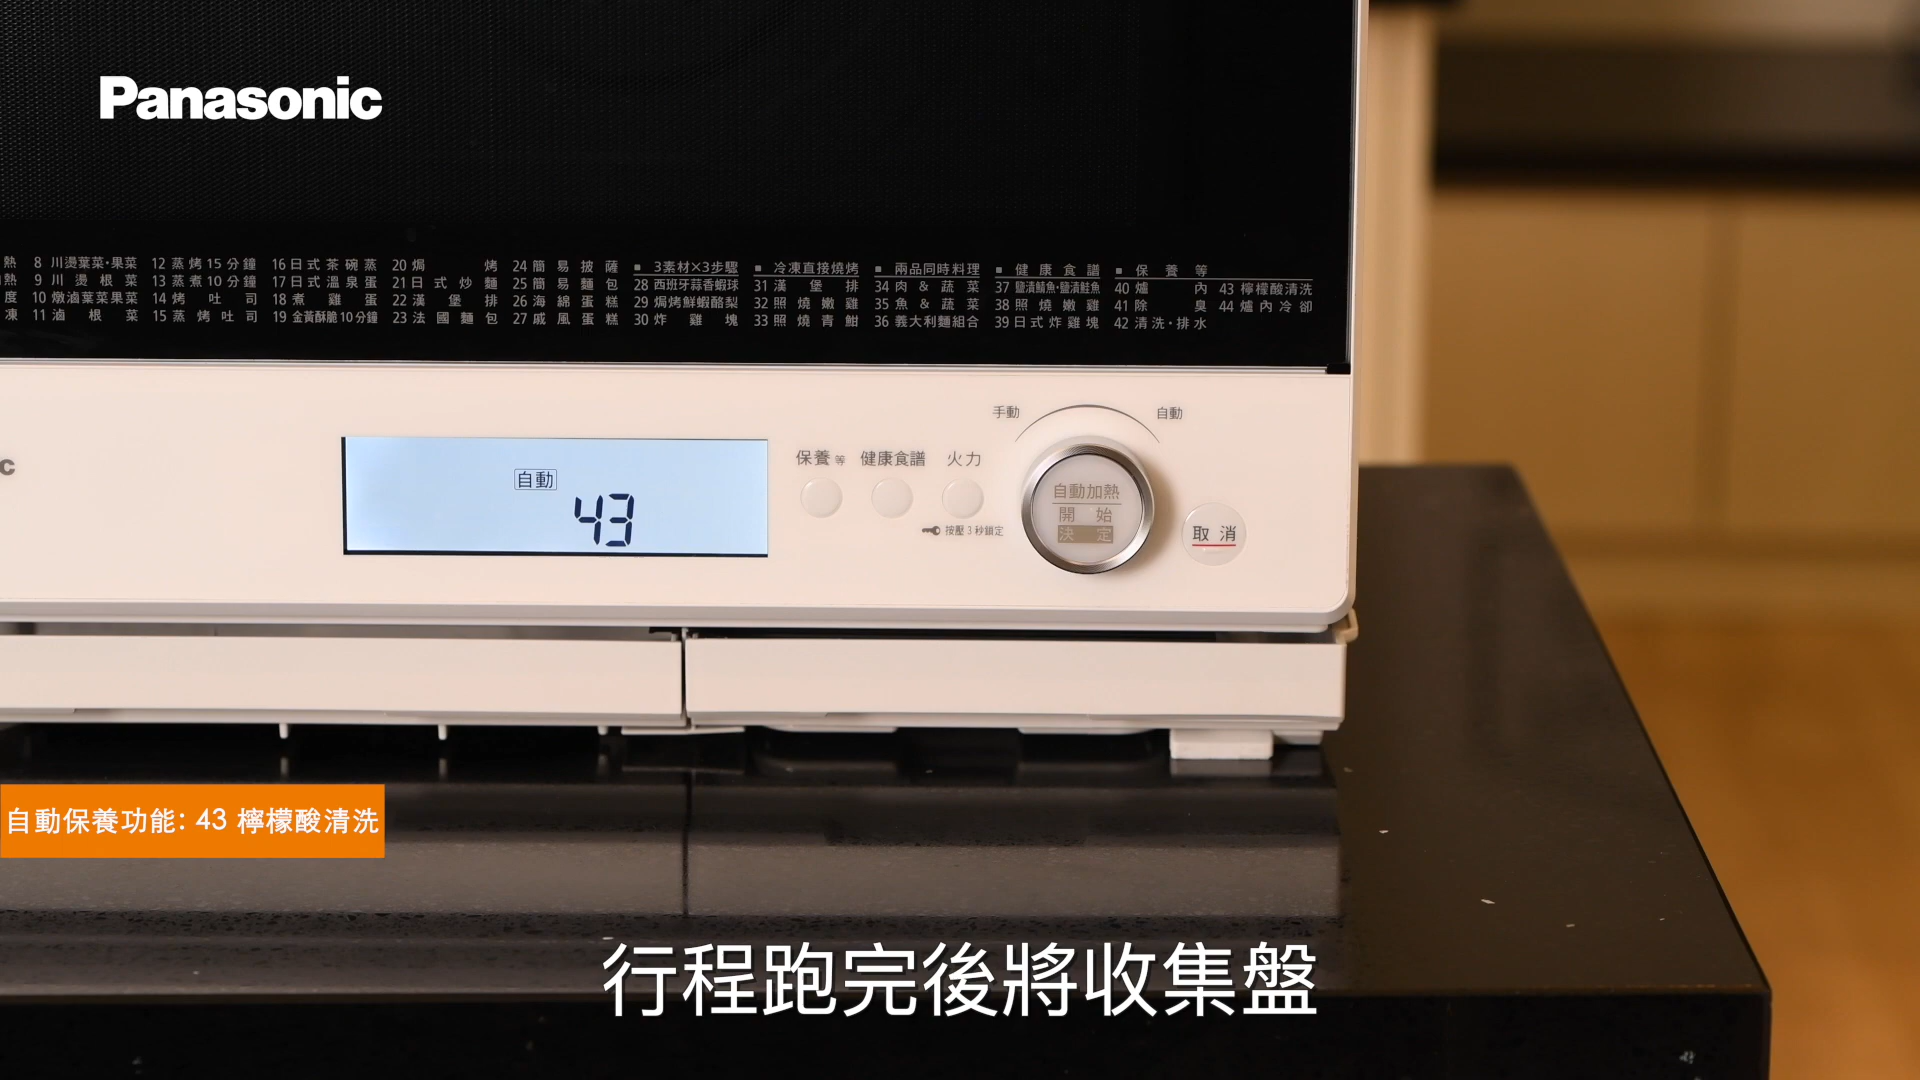 Panasonic
熱 8 川燙葉菜·果菜 12 蒸烤15分鐘 16 日式茶碗蒸 20 焗烤 24 簡易披薩 ■ 3素材×3步驟 ■ 冷凍直接燒烤 ■ 兩品同時料理 ■ 健康食譜 ■ 保養等
熱 9 川燙根菜 13 蒸煮10分鐘 17 日式溫泉蛋 21 日式炒麵 25 簡易麵包 28 西班牙蒜香蝦球 31 漢堡排 34 肉&蔬菜 37 鹽漬鯖魚·鹽漬鮭魚 40 爐內 43 檸檬酸清洗
度 10 燉滷葉菜果菜 14 烤吐司 18 煮雞蛋 22 漢堡排 26 海綿蛋糕 29 焗烤鮮蝦酪梨 32 照燒嫩雞 35 魚&蔬菜 38 照燒嫩雞 41 除臭 44 爐內冷卻
凍 11 滷根菜 15 蒸烤吐司 19 金黃酥脆10分鐘 23 法國麵包 27 戚風蛋糕 30 炸雞塊 33 照燒青魽 36 義大利麵組合 39 日式炸雞塊 42 清洗·排水
手動 自動
c
保養等 健康食譜 火力
自動
43
自動加熱
開始
決定
按壓3秒鎖定
取消
自動保養功能: 43 檸檬酸清洗
行程跑完後將收集盤